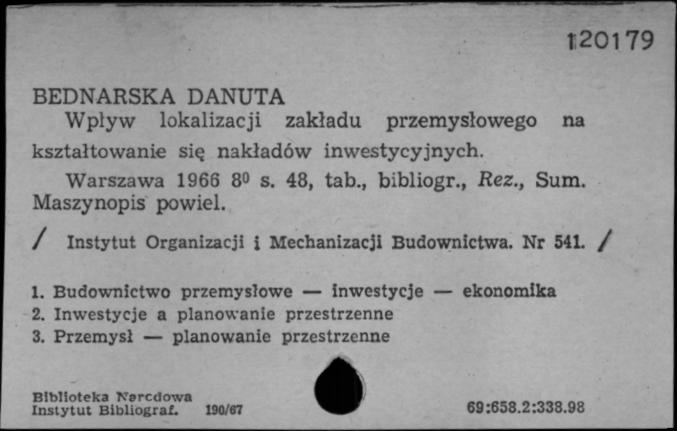 120179
BEDNARSKA DANUTA
Wpływ lokalizacji zakładu przemysłowego na
kształtowanie się nakładów inwestycyjnych.
Warszawa 1966 8⁰ s. 48, tab., bibliogr., Rez., Sum.
Maszynopis powiel.
/ Instytut Organizacji i Mechanizacji Budownictwa. Nr 541. /
1. Budownictwo przemysłowe — inwestycje — ekonomika
2. Inwestycje a planowanie przestrzenne
3. Przemysł — planowanie przestrzenne
Biblioteka Narodowa
Instytut Bibliograf. 190/67
69:658.2:338.98